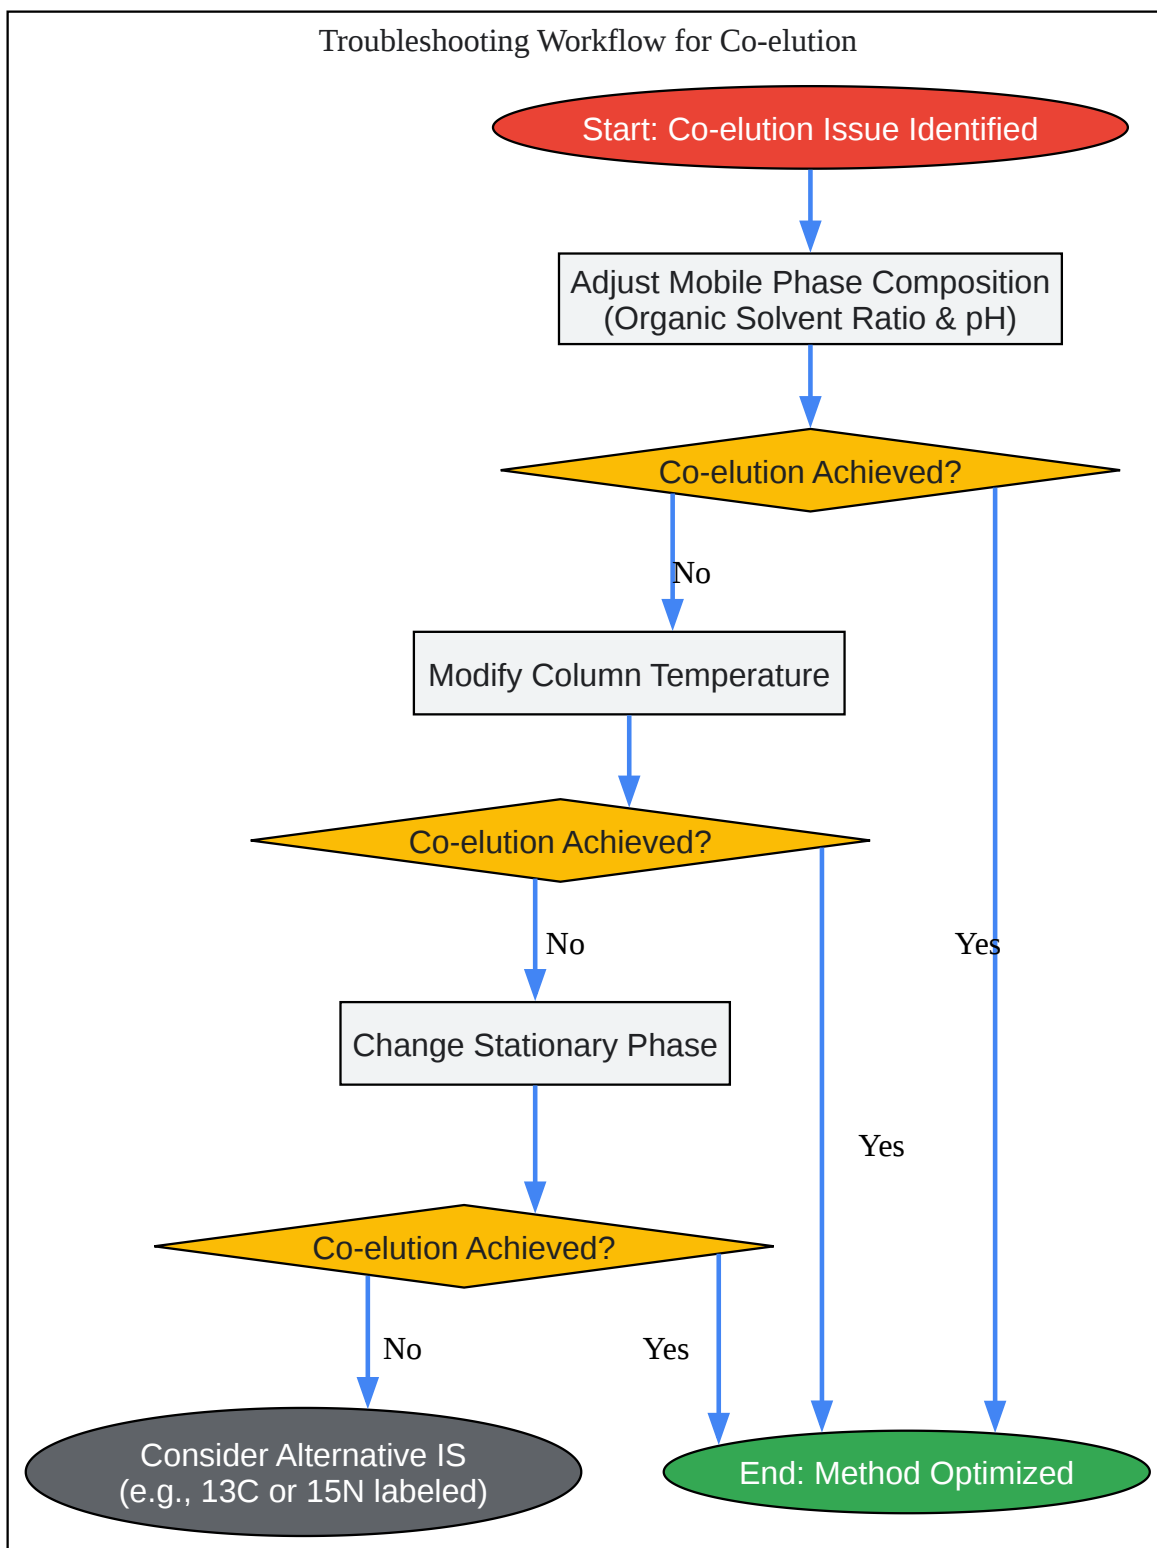 Troubleshooting Workflow for Co-elution
Start: Co-elution Issue Identified
Adjust Mobile Phase Composition
(Organic Solvent Ratio & pH)
Co-elution Achieved?
No
Modify Column Temperature
Co-elution Achieved?
No
Yes
Change Stationary Phase
Yes
Co-elution Achieved?
No
Yes
Consider Alternative IS
(e.g., 13C or 15N labeled)
End: Method Optimized